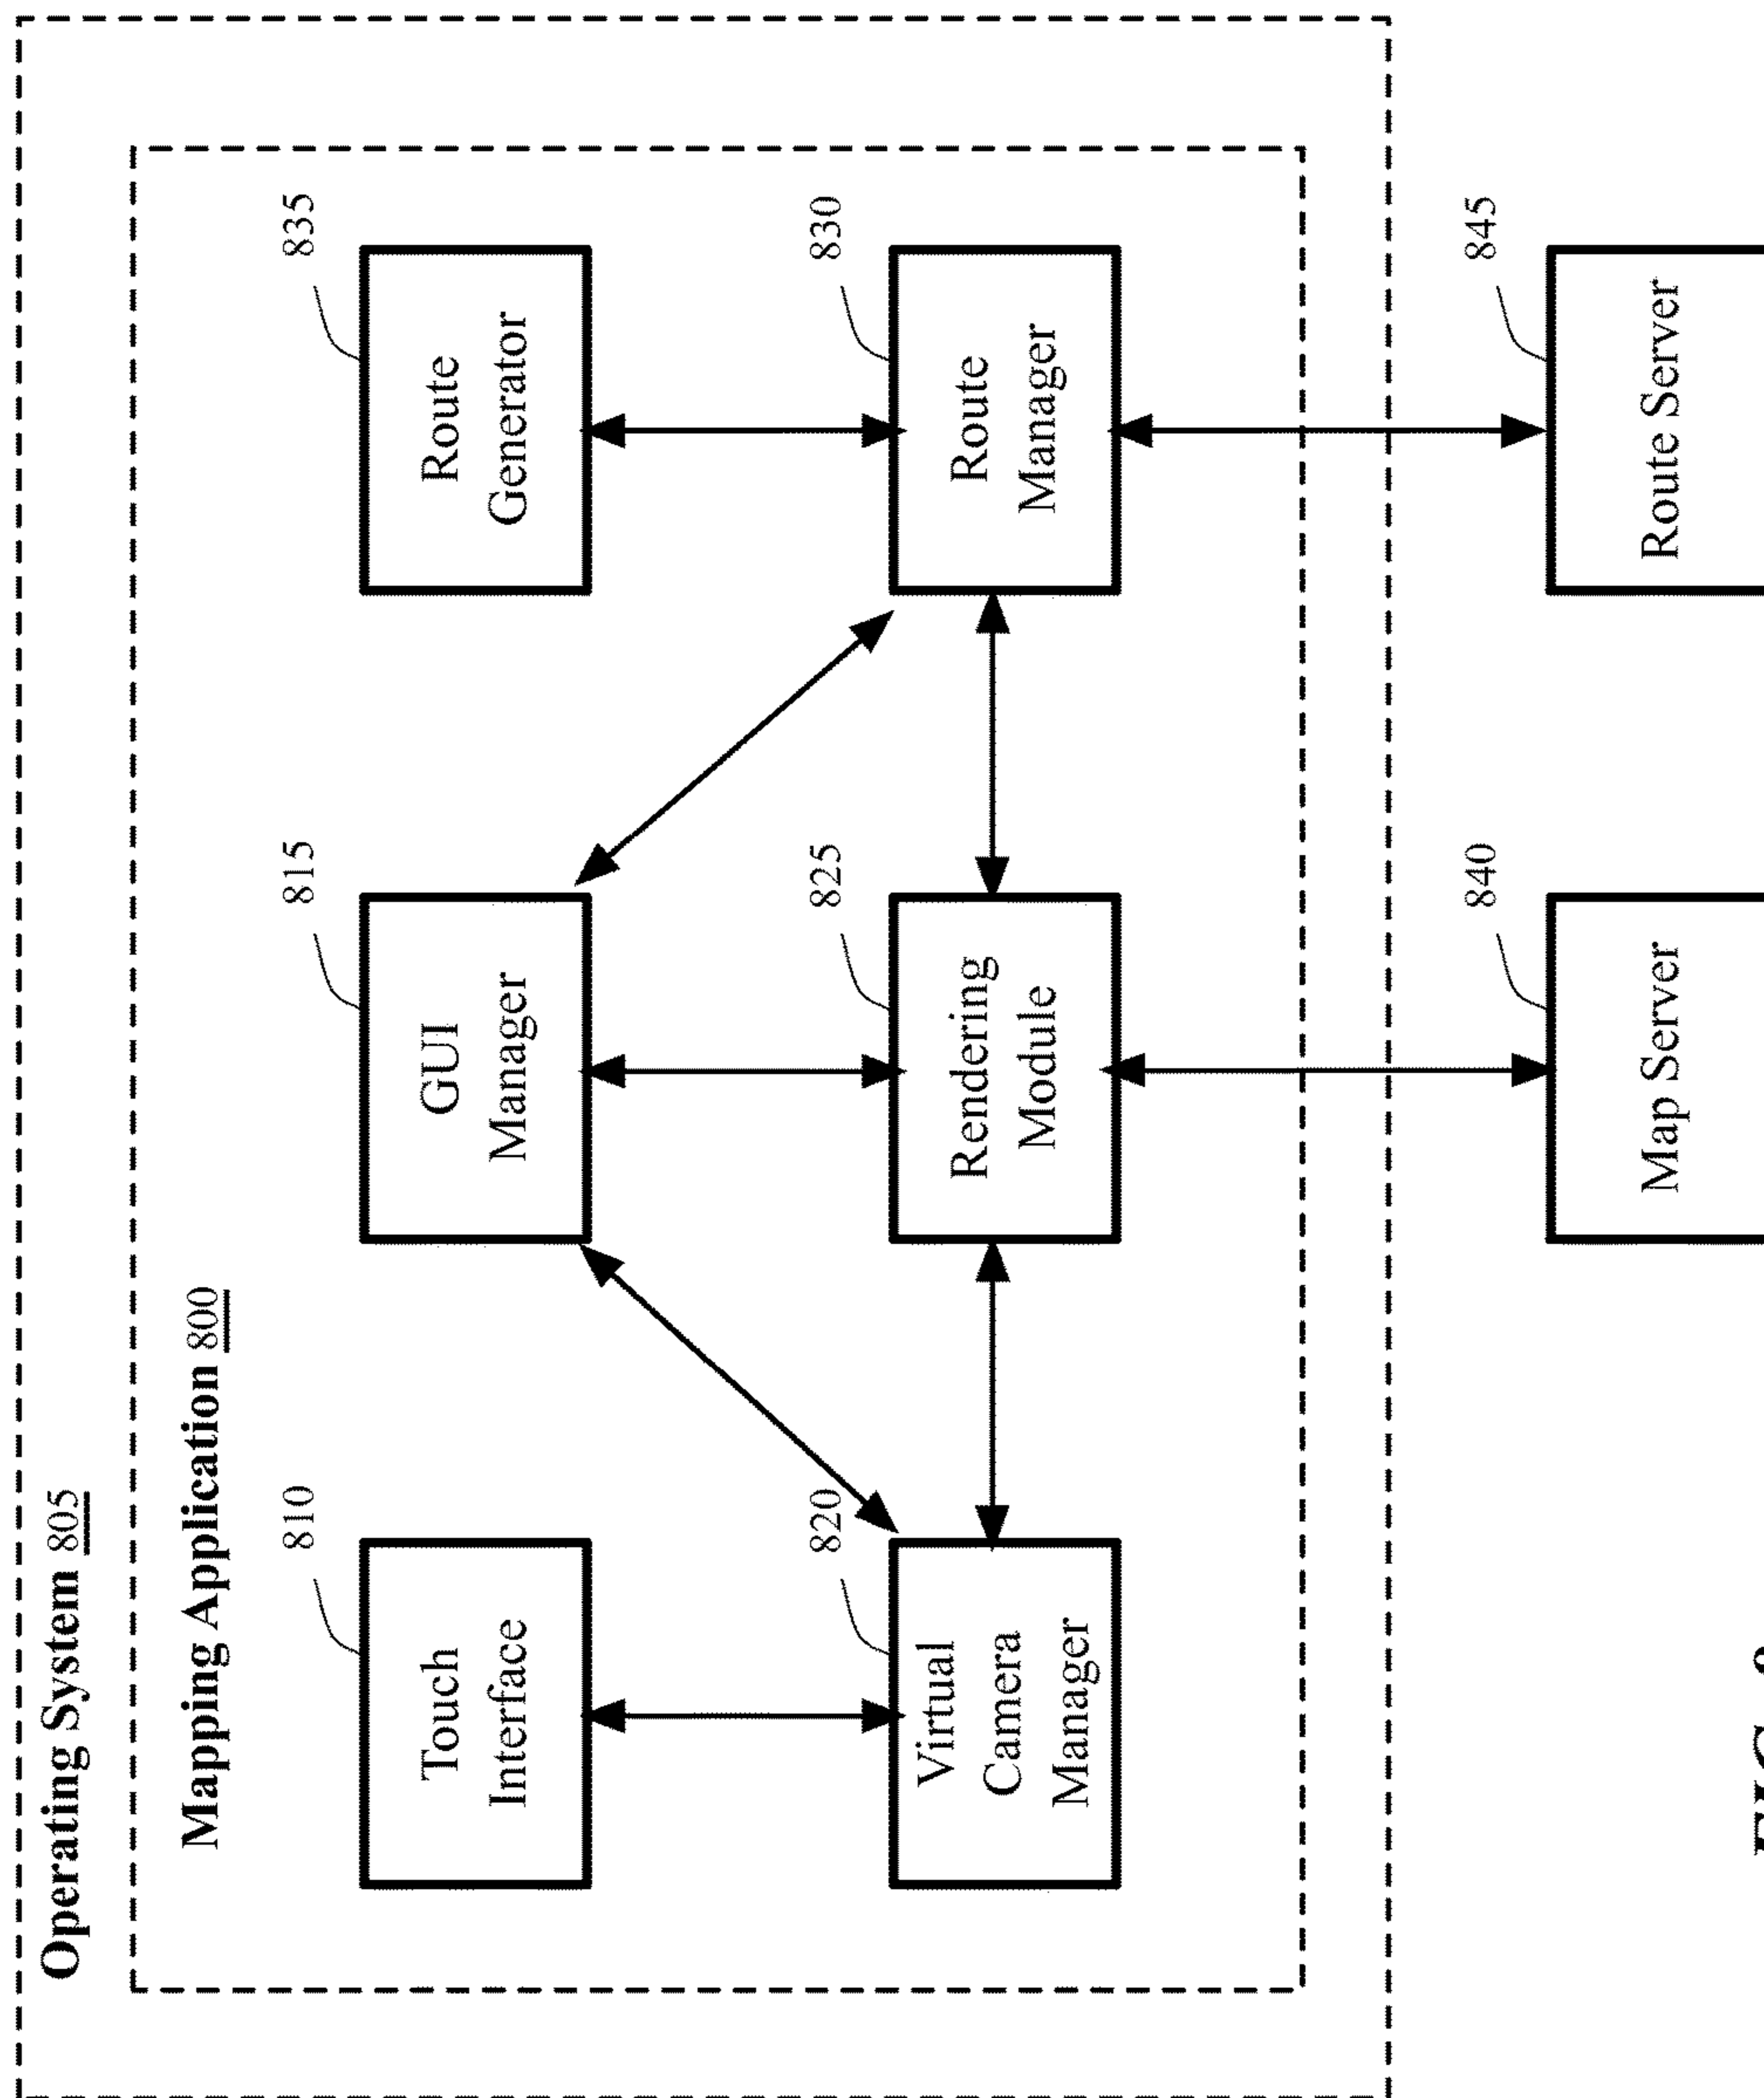 Operating System 805
Mapping Application 800
810
Touch
Interface
815
GUI
Manager
835
Route
Generator
820
Virtual
Camera
Manager
825
Rendering
Module
830
Route
Manager
840
Map Server
845
Route Server